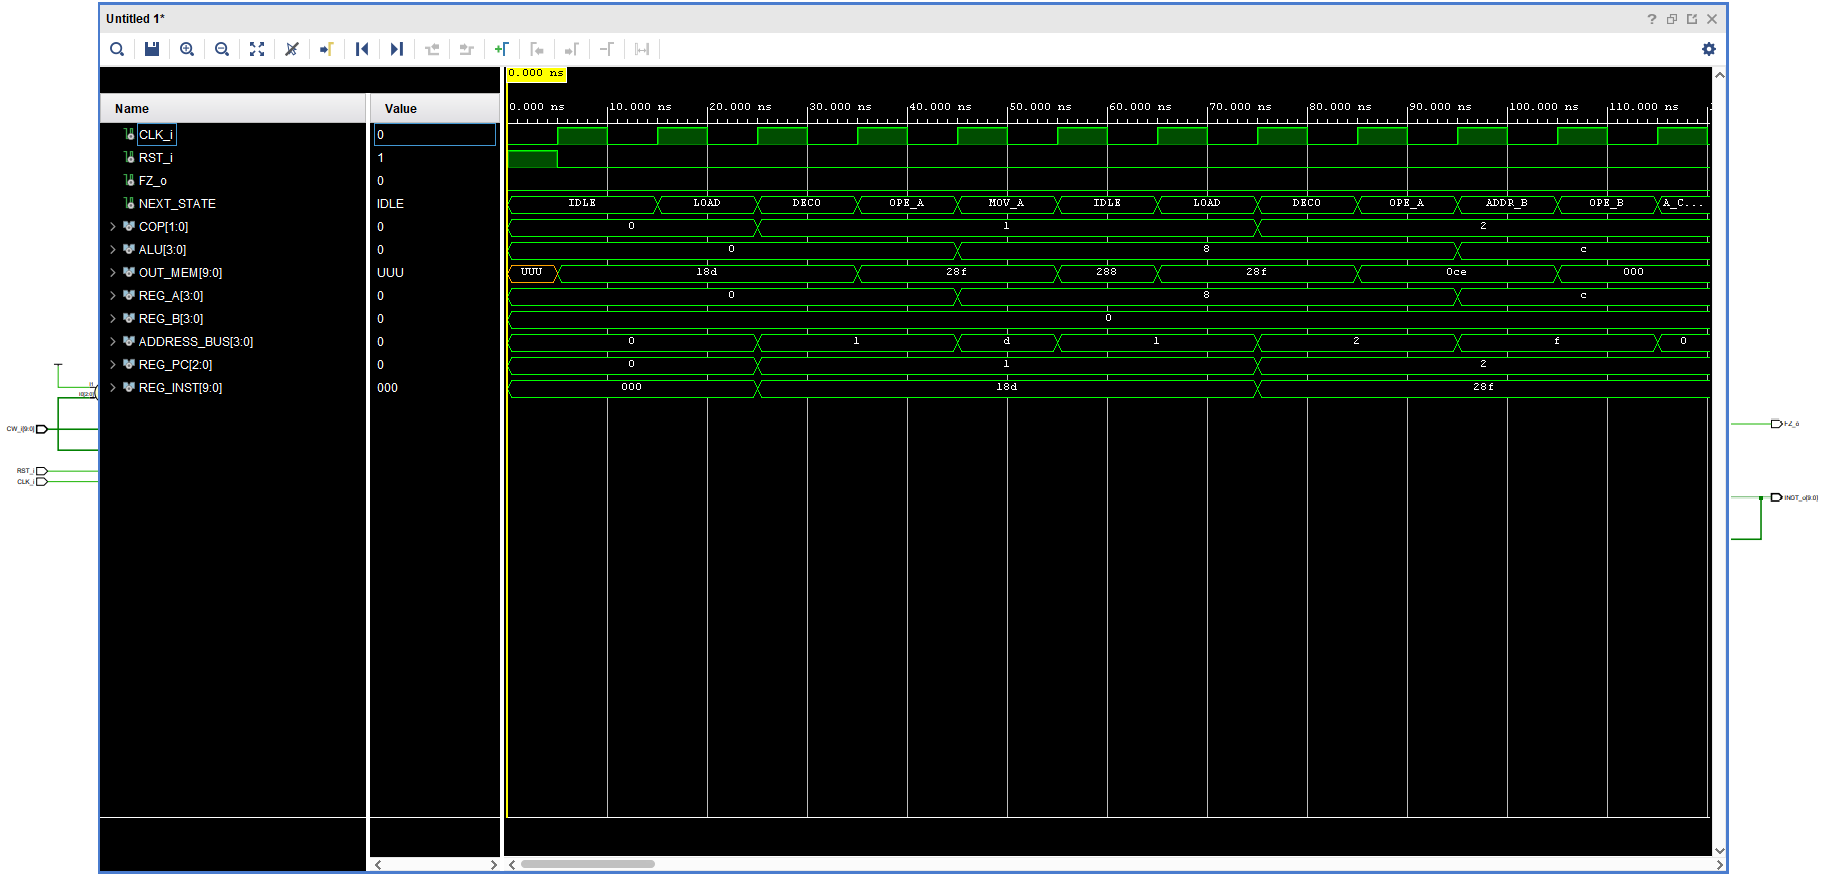 Untitled 1*
0.000 ns
Name Value
0.000 ns 10.000 ns 20.000 ns 30.000 ns 40.000 ns 50.000 ns 60.000 ns 70.000 ns 80.000 ns 90.000 ns 100.000 ns 110.000 ns
CLK_i 0
RST_i 1
FZ_o 0
NEXT_STATE IDLE IDLE LOAD DECO OPE_A MOV_A IDLE LOAD DECO OPE_A ADDR_B OPE_B A_C...
COP[1:0] 0 0 1 2
ALU[3:0] 0 0 8 c
OUT_MEM[9:0] UUU UUU 18d 28f 288 28f 0ce 000
REG_A[3:0] 0 0 8 c
REG_B[3:0] 0 0
ADDRESS_BUS[3:0] 0 0 1 d 1 2 f 0
REG_PC[2:0] 0 0 1 2
REG_INST[9:0] 000 000 18d 28f
CW_i[9:0]
RST_i
CLK_i
FZ_o